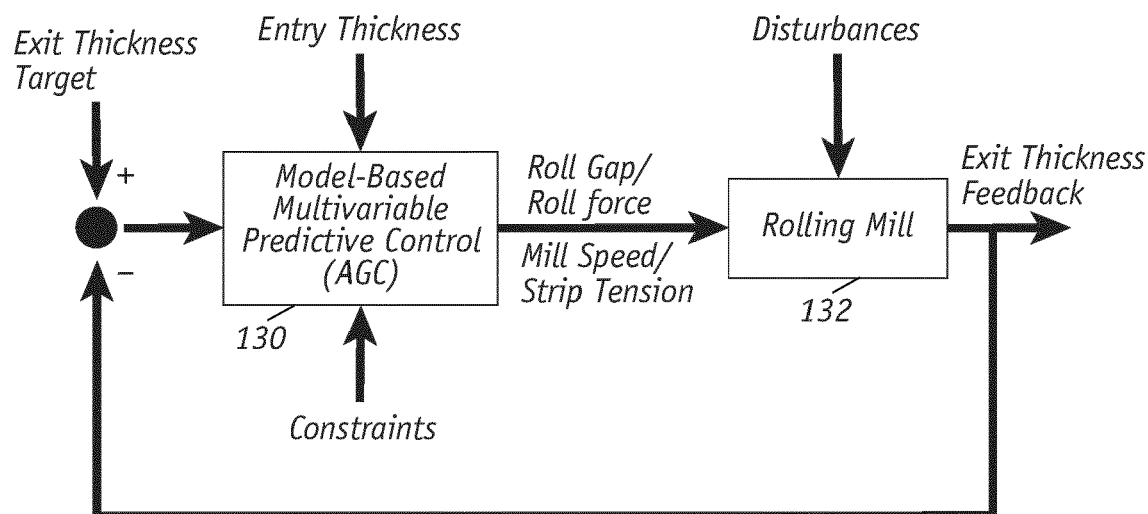 Exit Thickness
Target
Entry Thickness
Disturbances
+
−
Model-Based
Multivariable
Predictive Control
(AGC)
130
Constraints
Roll Gap/
Roll force
Mill Speed/
Strip Tension
Rolling Mill
132
Exit Thickness
Feedback